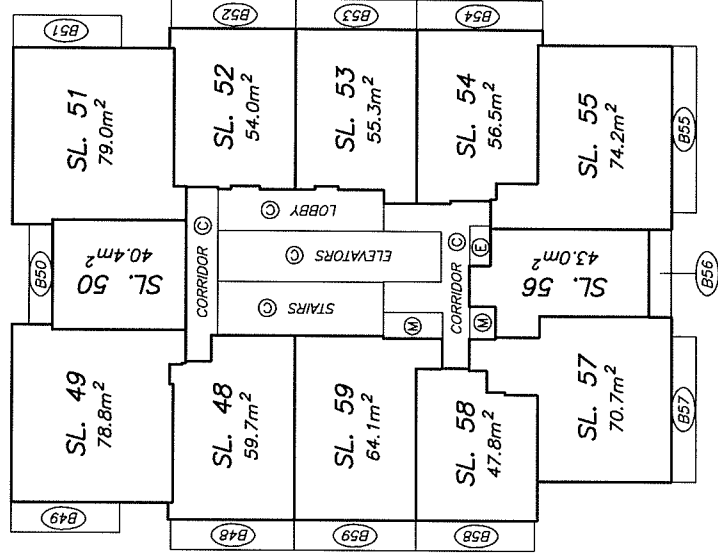 B51
B52
B53
B54
SL. 51
79.0m²
SL. 52
54.0m²
SL. 53
55.3m²
SL. 54
56.5m²
SL. 55
74.2m²
B55
B50
SL. 50
40.4m²
CORRIDOR
C
LOBBY
C
ELEVATORS
C
STAIRS
C
CORRIDOR
C
E
M
M
SL. 56
43.0m²
B56
SL. 49
78.8m²
SL. 48
59.7m²
SL. 59
64.1m²
SL. 58
47.8m²
SL. 57
70.7m²
B57
B49
B48
B59
B58